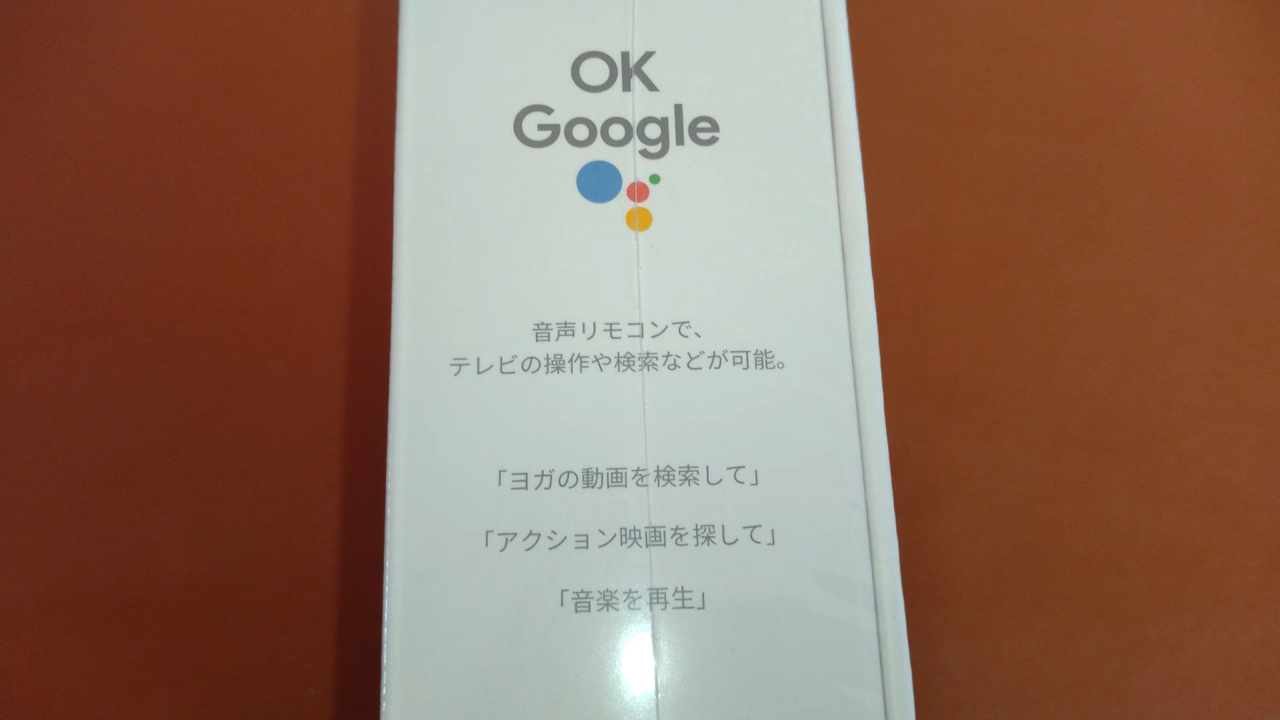 OK
Google
音声リモコンで、
テレビの操作や検索などが可能。
「ヨガの動画を検索して」
「アクション映画を探して」
「音楽を再生」